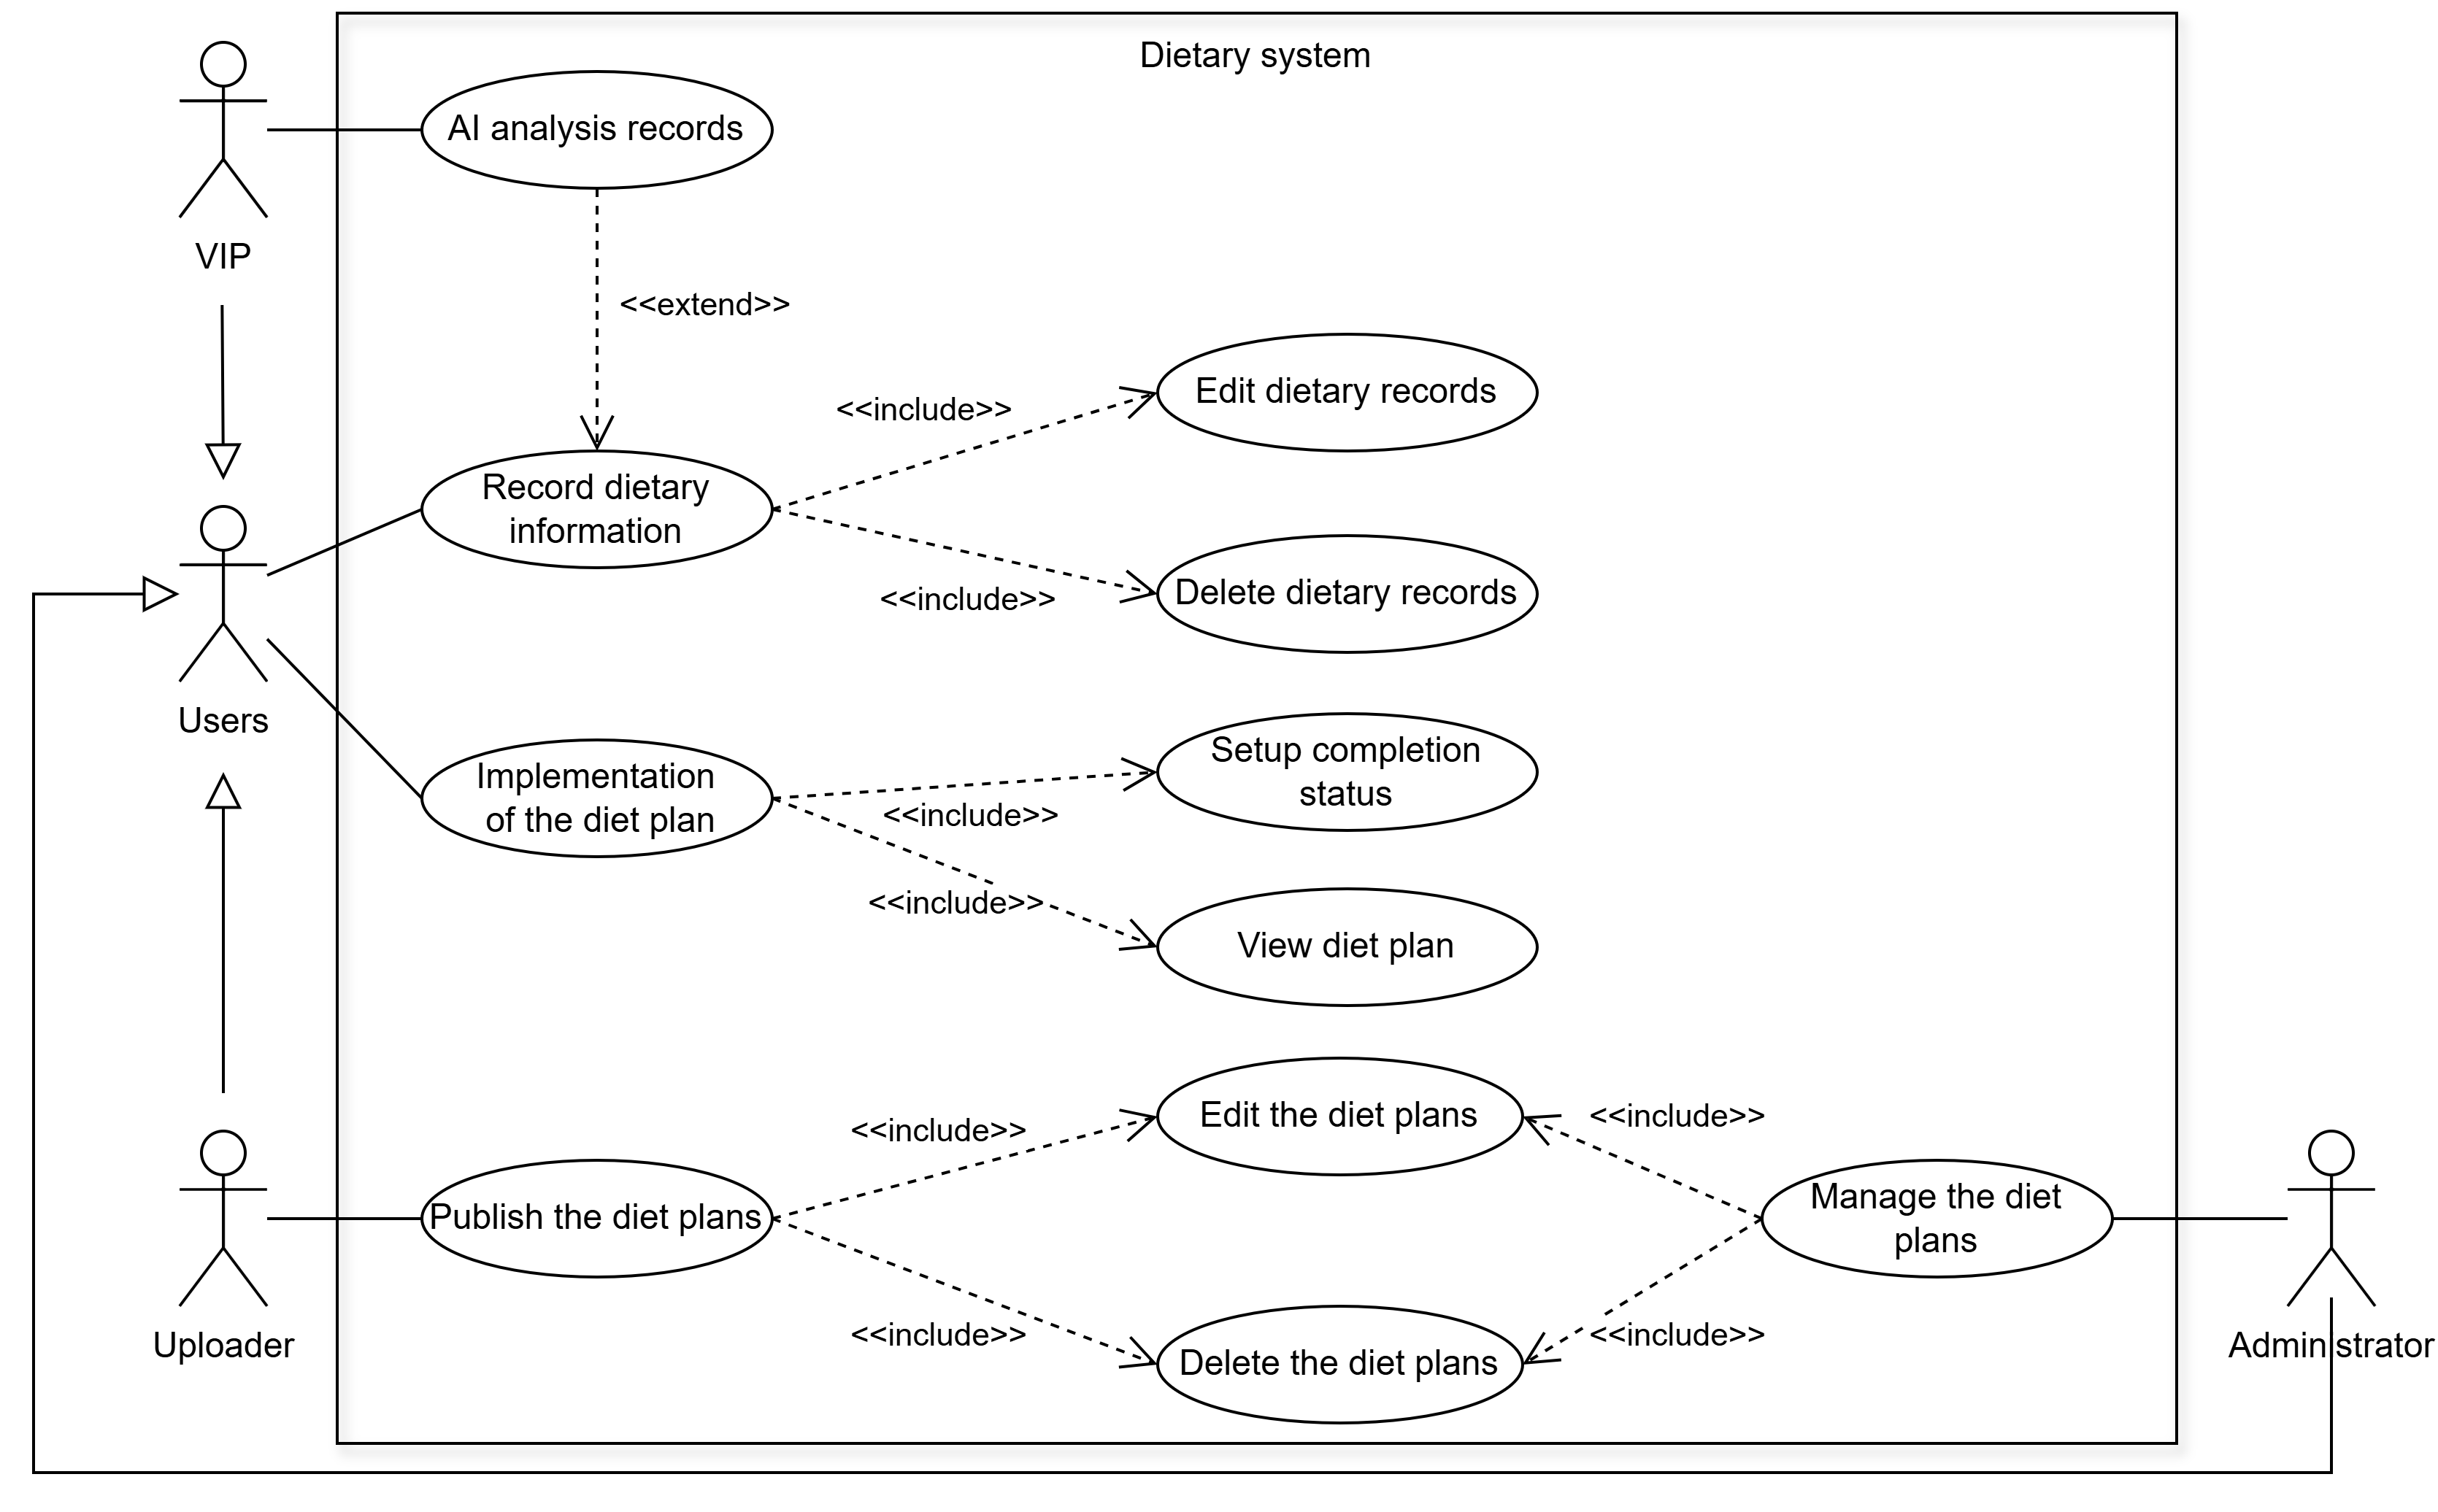 Dietary system
AI analysis records
VIP
<<extend>>
Edit dietary records
<<include>>
Record dietary
information
Delete dietary records
<<include>>
Users
Setup completion
status
Implementation
of the diet plan
<<include>>
<<include>>
View diet plan
Edit the diet plans
<<include>>
<<include>>
Publish the diet plans
Manage the diet
plans
<<include>>
<<include>>
Uploader
Delete the diet plans
Administrator